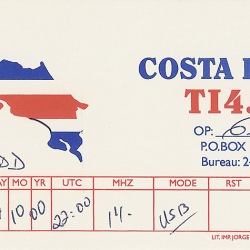 COSTA
TI4.
OP:
P.O.BOX
Bureau: 2-
MO YR UTC MHZ MODE RST
10 00 22:00 14- USB
LIT. IMP. JORGE